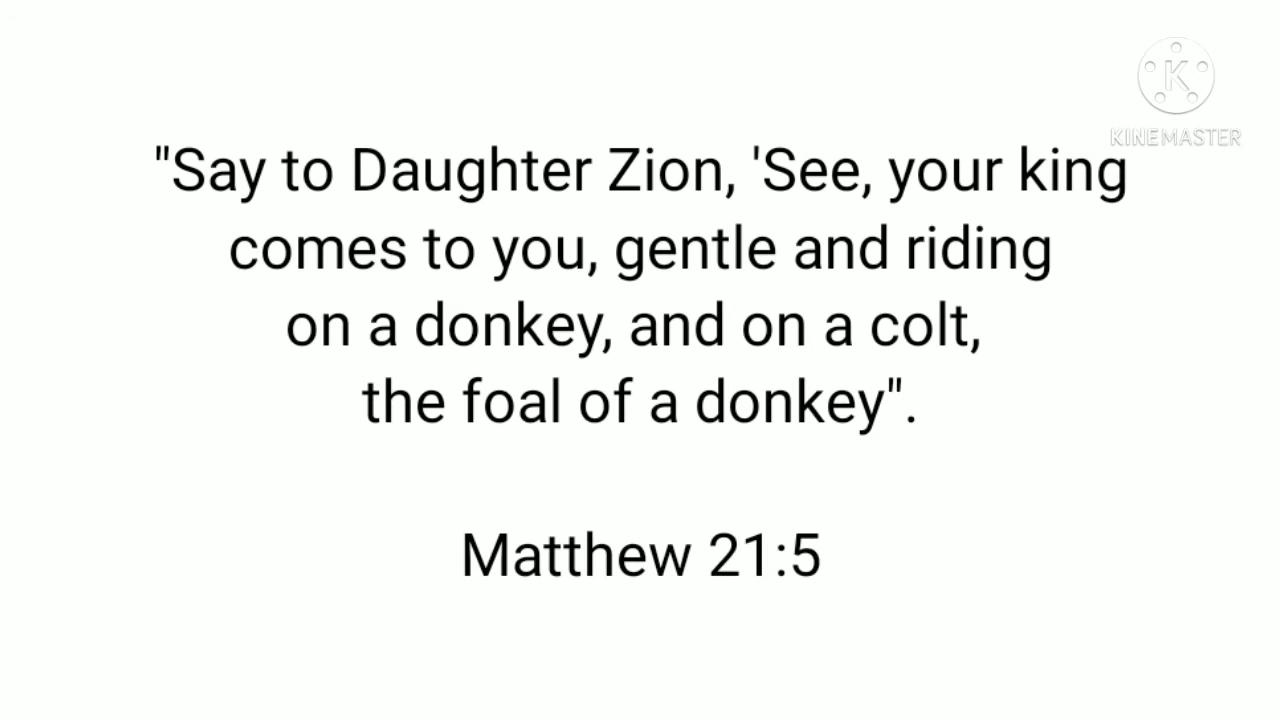 K
KINEMASTER
"Say to Daughter Zion, 'See, your king
comes to you, gentle and riding
on a donkey, and on a colt,
the foal of a donkey".
Matthew 21:5